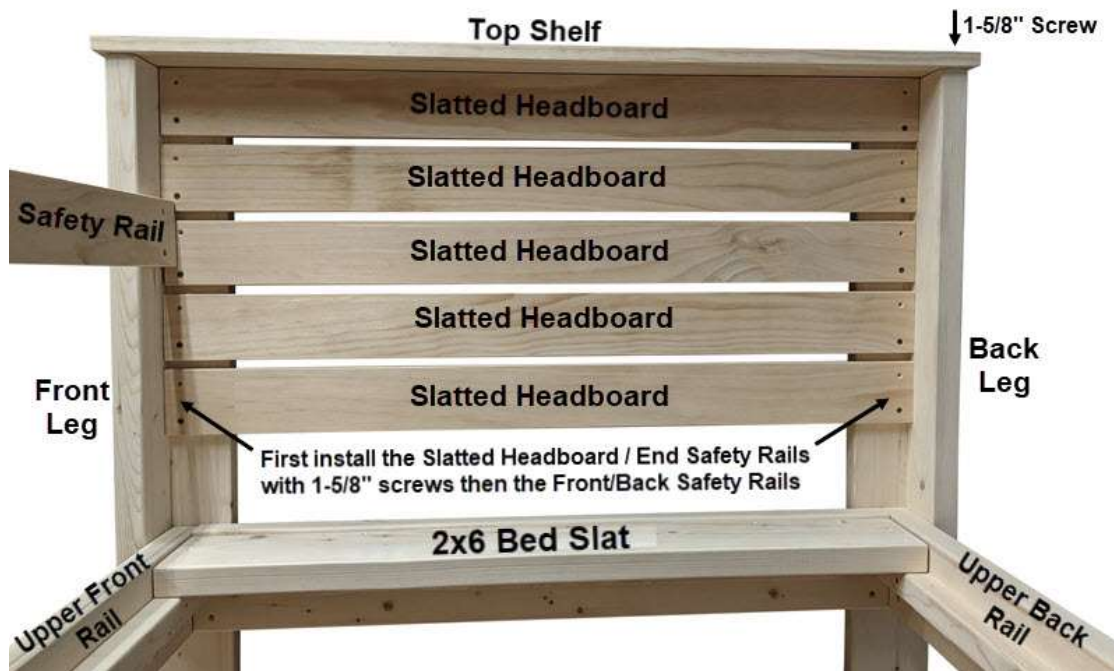 Top Shelf
1-5/8" Screw
Slatted Headboard
Slatted Headboard
Safety Rail
Slatted Headboard
Slatted Headboard
Back
Leg
Front
Leg
Slatted Headboard
First install the Slatted Headboard / End Safety Rails
with 1-5/8" screws then the Front/Back Safety Rails
2x6 Bed Slat
Upper Front
Rail
Upper Back
Rail